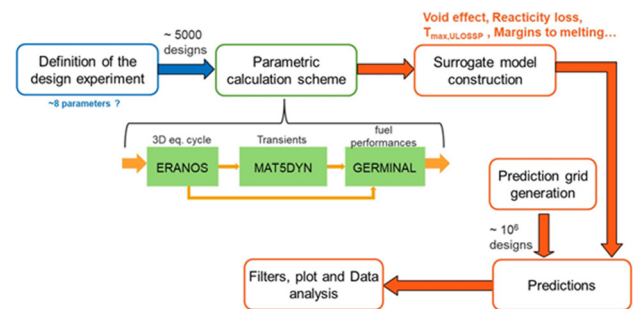 Void effect, Reacticity loss,
Tmax,ULOSSP , Margins to melting…
~ 5000
designs
Definition of the
design experiment
Parametric
calculation scheme
Surrogate model
construction
~8 parameters ?
3D eq. cycle
Transients
fuel
performances
ERANOS
MAT5DYN
GERMINAL
Prediction grid
generation
~ 10⁶
designs
Filters, plot and Data
analysis
Predictions